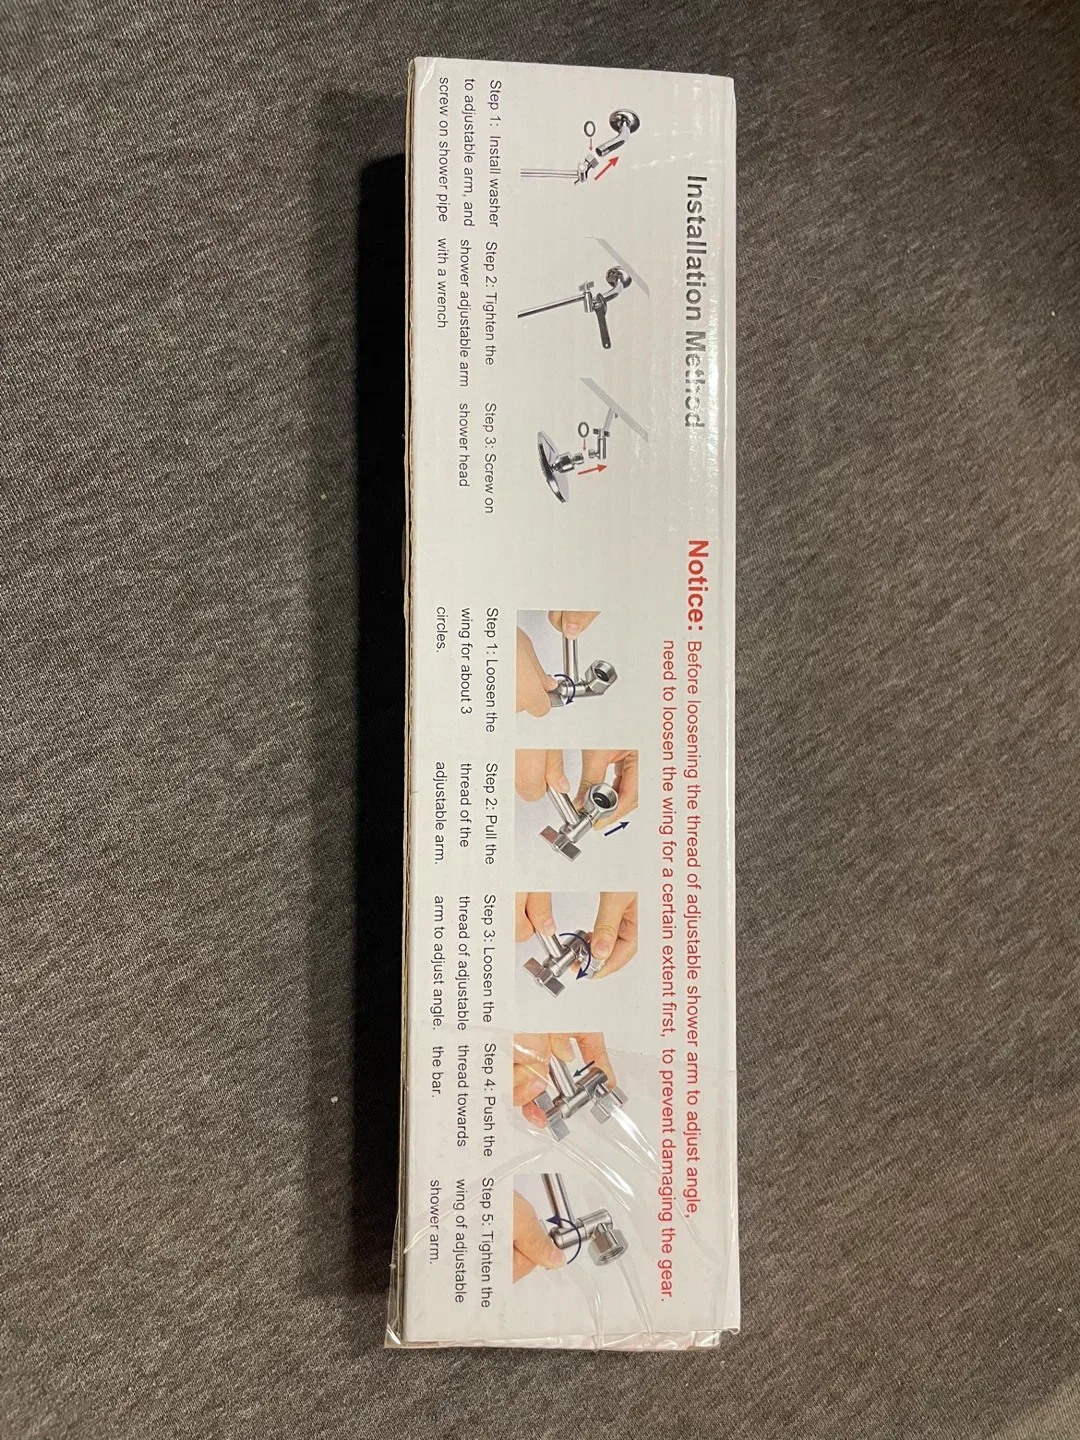 Installation Method
Step 1: Install washer
to adjustable arm, and
screw on shower pipe
Step 2: Tighten the
shower adjustable arm
with a wrench
Step 3: Screw on
shower head
Notice: Before loosening the thread of adjustable shower arm to adjust angle,
need to loosen the wing for a certain extent first, to prevent damaging the gear.
Step 1: Loosen the
wing for about 3
circles.
Step 2: Pull the
thread of the
adjustable arm.
Step 3: Loosen the
thread of adjustable
arm to adjust angle.
Step 4: Push the
thread towards
the bar.
Step 5: Tighten the
wing of adjustable
shower arm.